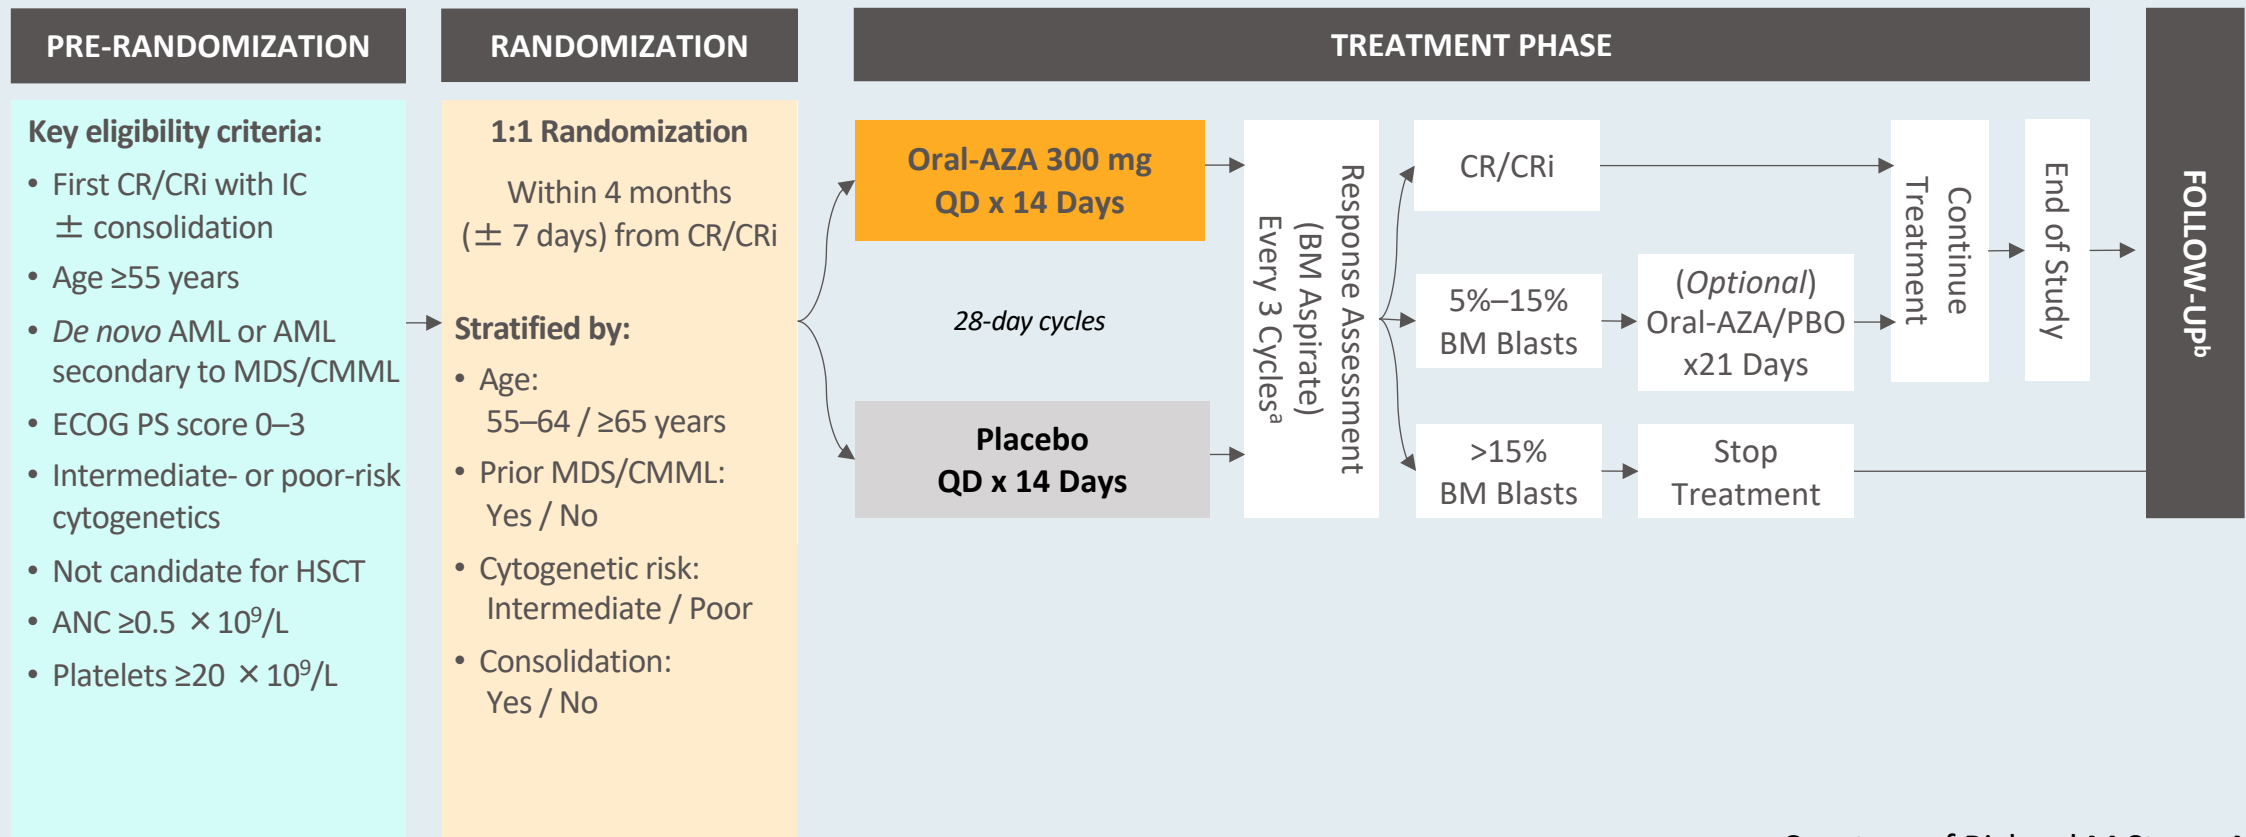 PRE-RANDOMIZATION
Key eligibility criteria:
• First CR/CRi with IC
± consolidation
• Age ≥55 years
• De novo AML or AML
secondary to MDS/CMML
• ECOG PS score 0–3
• Intermediate- or poor-risk
cytogenetics
• Not candidate for HSCT
• ANC ≥0.5 × 10⁹/L
• Platelets ≥20 × 10⁹/L
RANDOMIZATION
1:1 Randomization
Within 4 months
(± 7 days) from CR/CRi
Stratified by:
• Age:
55–64 / ≥65 years
• Prior MDS/CMML:
Yes / No
• Cytogenetic risk:
Intermediate / Poor
• Consolidation:
Yes / No
TREATMENT PHASE
Oral-AZA 300 mg
QD x 14 Days
28-day cycles
Placebo
QD x 14 Days
Response Assessment
(BM Aspirate)
Every 3 Cyclesᵃ
CR/CRi
5%–15%
BM Blasts
(Optional)
Oral-AZA/PBO
x21 Days
>15%
BM Blasts
Stop
Treatment
Continue
Treatment
End of Study
FOLLOW-UPᵇ